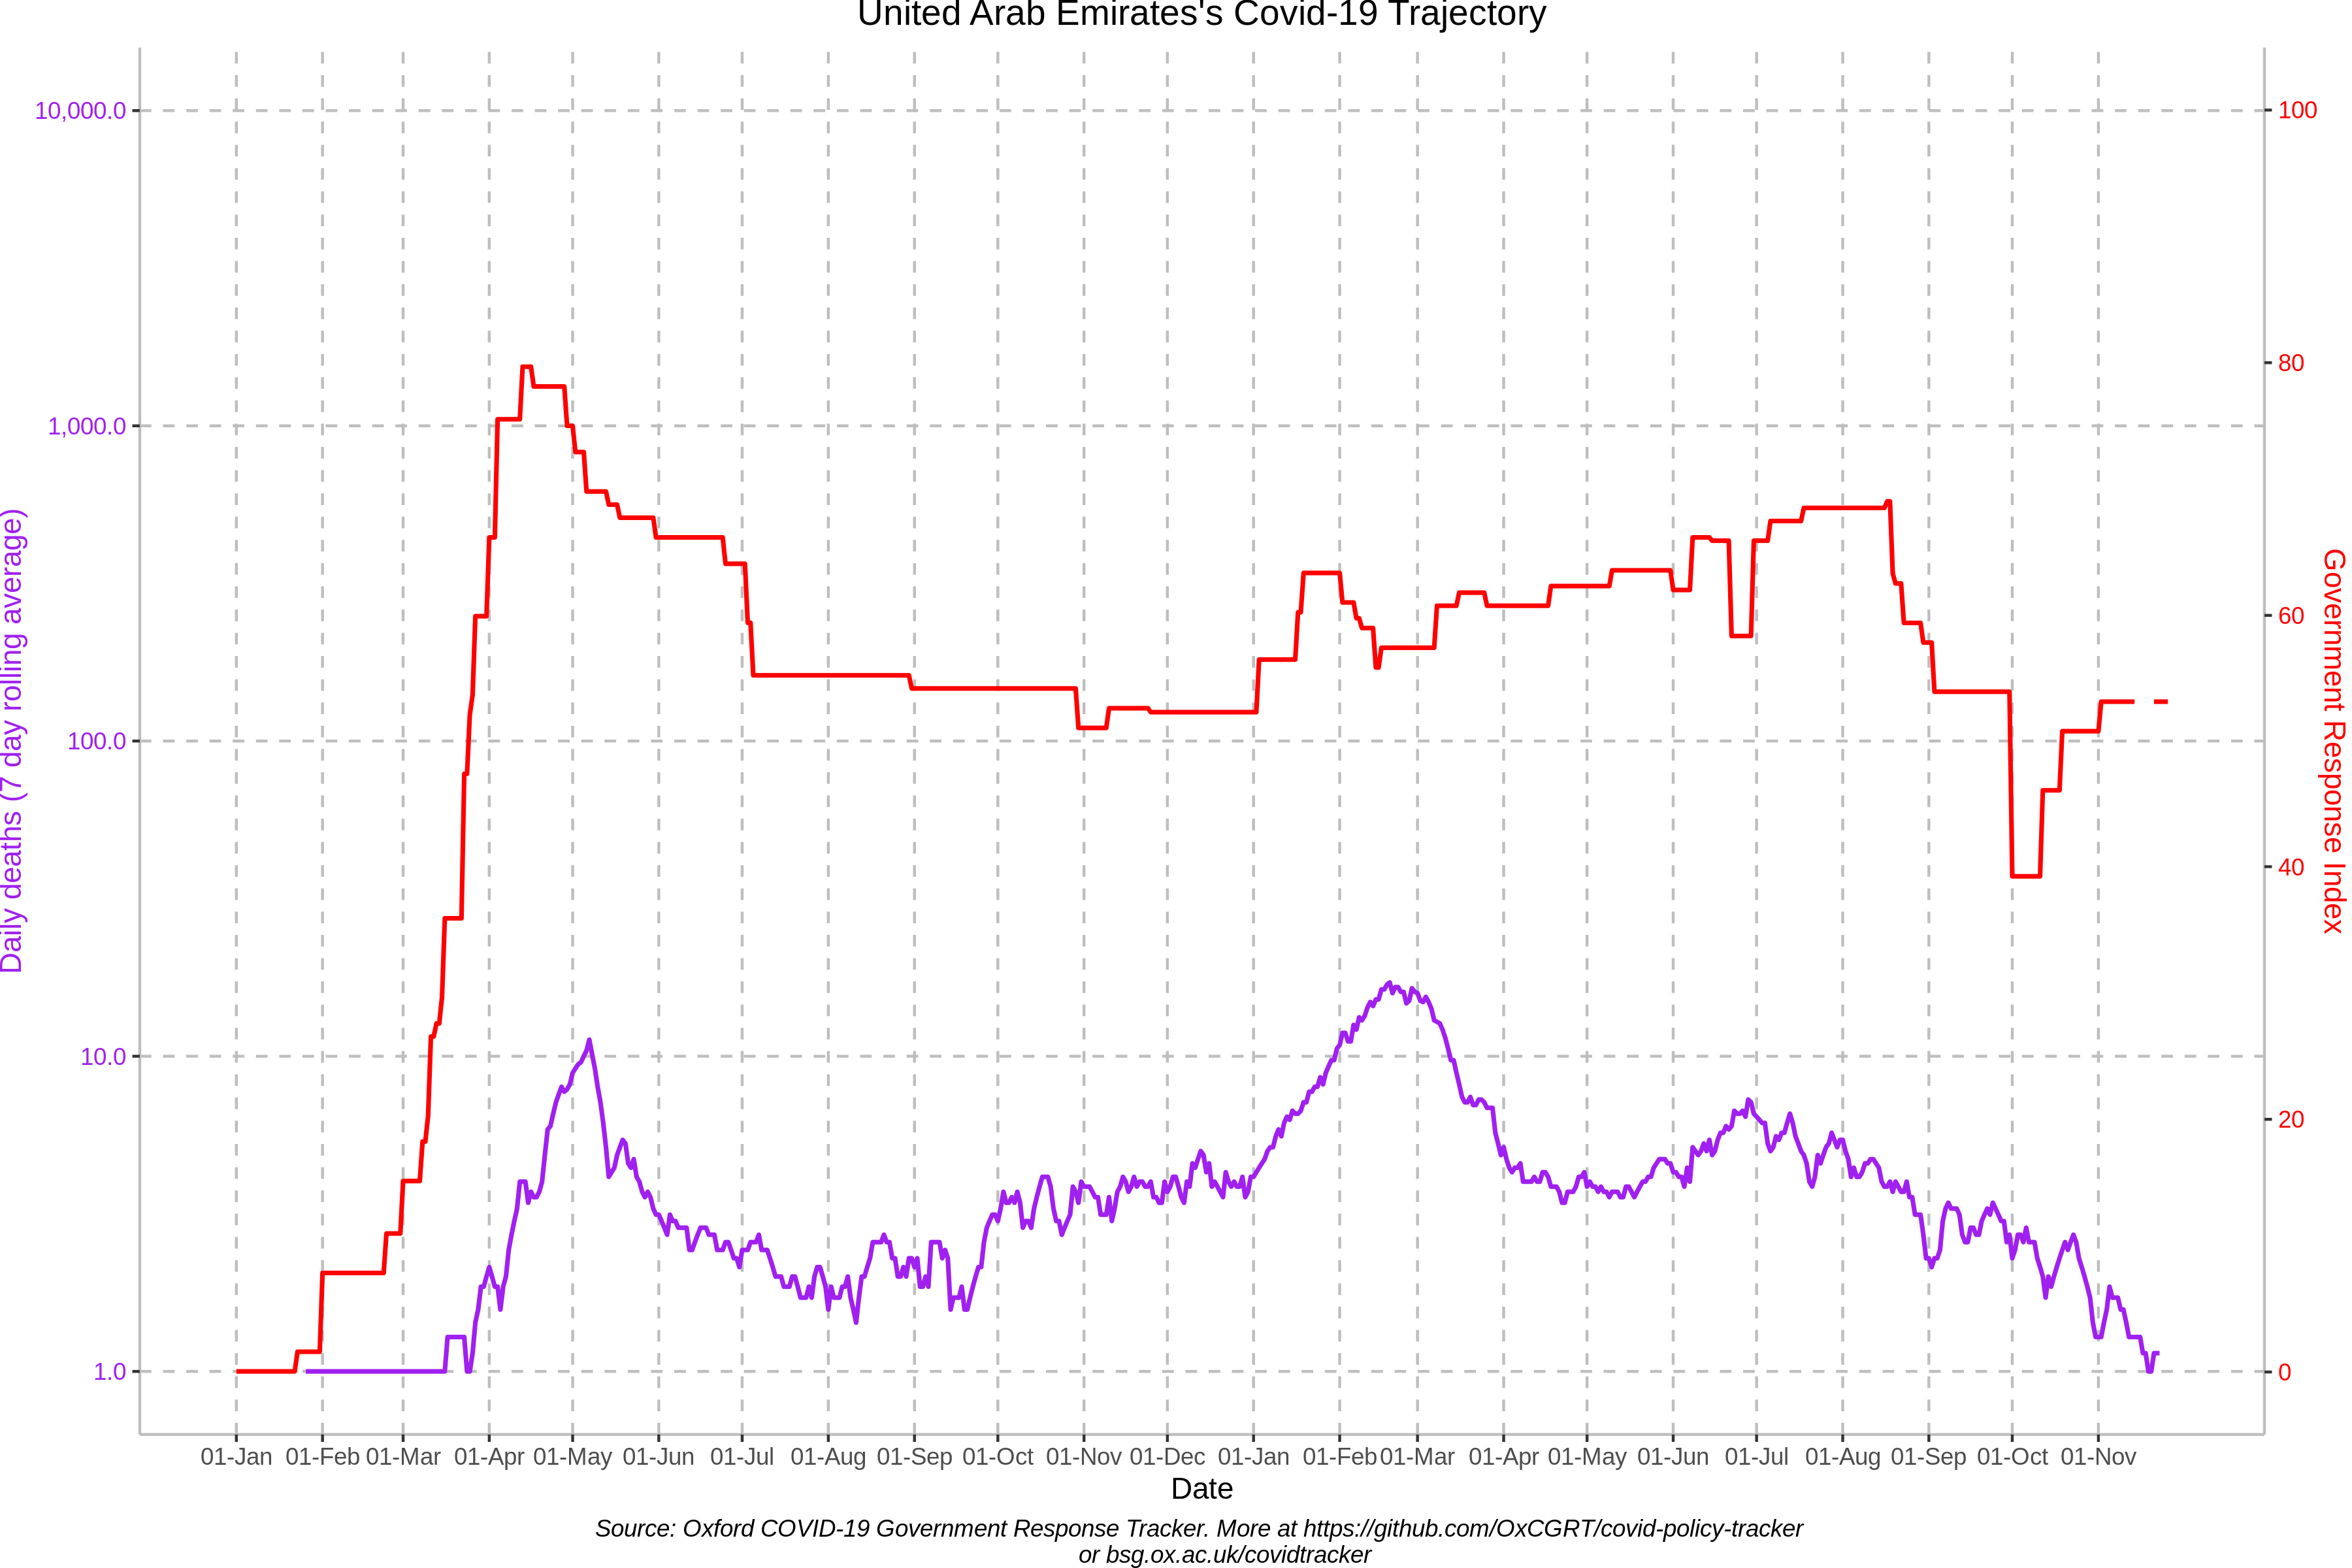 United Arab Emirates's Covid-19 Trajectory
10,000.0
1,000.0
100.0
10.0
1.0
Daily deaths (7 day rolling average)
100
80
60
40
20
0
Government Response Index
01-Jan 01-Feb 01-Mar 01-Apr 01-May 01-Jun 01-Jul 01-Aug 01-Sep 01-Oct 01-Nov 01-Dec 01-Jan 01-Feb 01-Mar 01-Apr 01-May 01-Jun 01-Jul 01-Aug 01-Sep 01-Oct 01-Nov
Date
Source: Oxford COVID-19 Government Response Tracker. More at https://github.com/OxCGRT/covid-policy-tracker
or bsg.ox.ac.uk/covidtracker